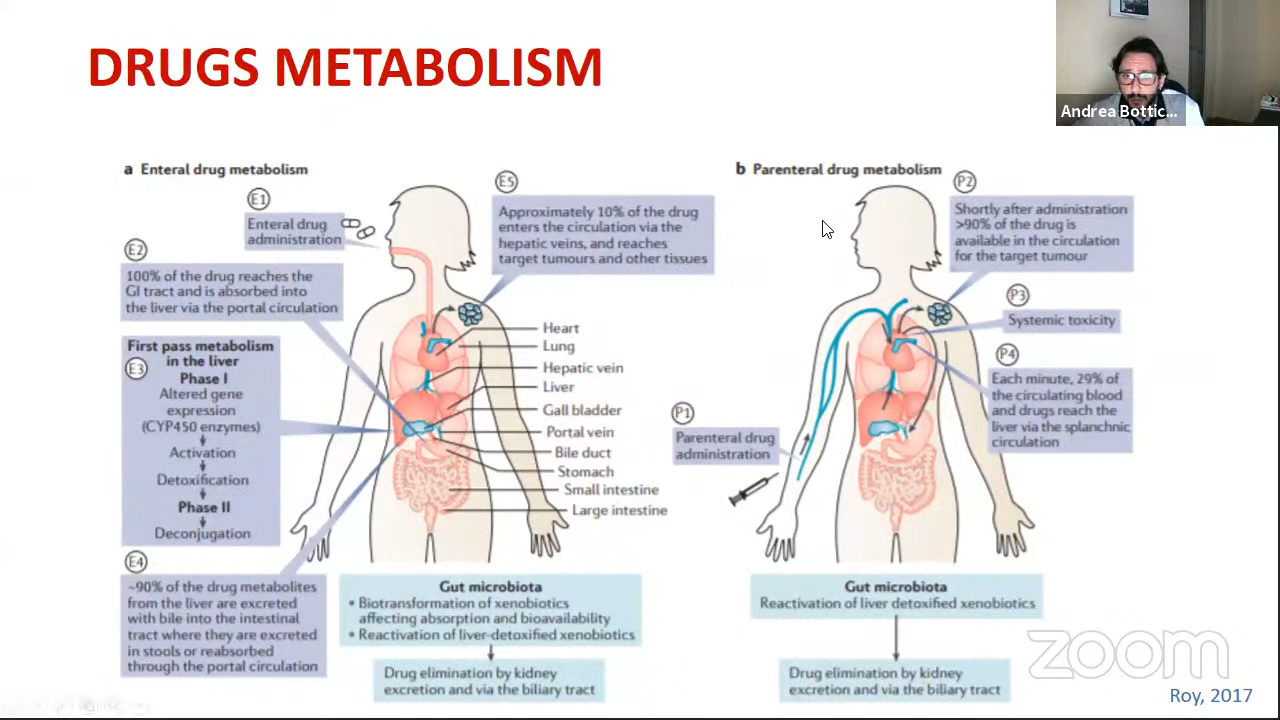 DRUGS METABOLISM
Andrea Bottic...
a Enteral drug metabolism
E1
Enteral drug
administration
E2
100% of the drug reaches the
GI tract and is absorbed into
the liver via the portal circulation
First pass metabolism
in the liver
E3
Phase I
Altered gene
expression
(CYP450 enzymes)
Activation
Detoxification
Phase II
Deconjugation
E4
~90% of the drug metabolites
from the liver are excreted
with bile into the intestinal
tract where they are excreted
in stools or reabsorbed
through the portal circulation
E5
Approximately 10% of the drug
enters the circulation via the
hepatic veins, and reaches
target tumours and other tissues
Heart
Lung
Hepatic vein
Liver
Gall bladder
Portal vein
Bile duct
Stomach
Small intestine
Large intestine
Gut microbiota
• Biotransformation of xenobiotics
affecting absorption and bioavailability
• Reactivation of liver-detoxified xenobiotics
Drug elimination by kidney
excretion and via the biliary tract
b Parenteral drug metabolism
P1
Parenteral drug
administration
P2
Shortly after administration
>90% of the drug is
available in the circulation
for the target tumour
P3
Systemic toxicity
P4
Each minute, 29% of
the circulating blood
and drugs reach the
liver via the splanchnic
circulation
Gut microbiota
Reactivation of liver detoxified xenobiotics
Drug elimination by kidney
excretion and via the biliary tract
zoom
Roy, 2017